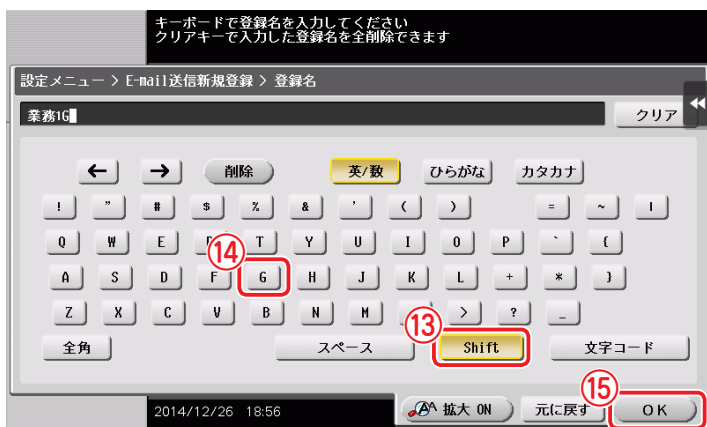 キーボードで登録名を入力してください
クリアキーで入力した登録名を全削除できます
設定メニュー > E-mail送信新規登録 > 登録名
業務1G
クリア
← → 削除 英/数 ひらがな カタカナ
! " # $ % & ' ( ) = ~ |
Q W E T Y U I O P ` {
⑭
A S D F G H J K L + * }
Z X C V B N M > ? _
⑬
全角 スペース Shift 文字コード
⑮
2014/12/26 18:56 拡大 ON 元に戻す OK